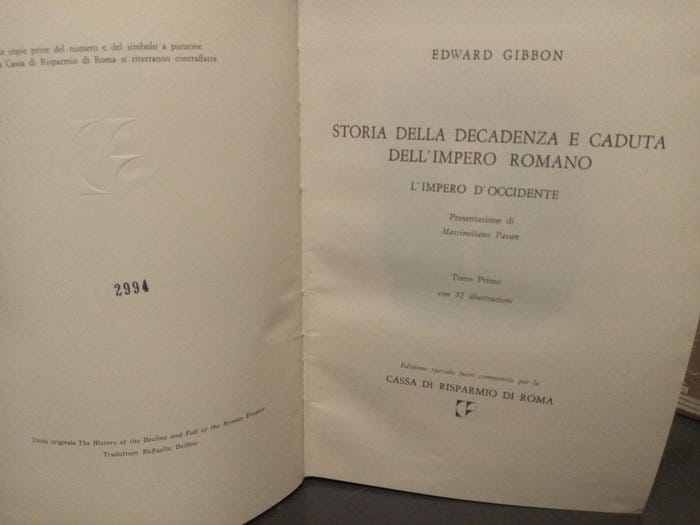 e copie prive del numero e del simbolo a punzone
Cassa di Risparmio di Roma si riterranno contraffatte
2994
Titolo originale The History of the Decline and Fall of the Roman Empire
Traduttore Raffaello Delfino
EDWARD GIBBON
STORIA DELLA DECADENZA E CADUTA
DELL'IMPERO ROMANO
L'IMPERO D'OCCIDENTE
Presentazione di
Massimiliano Pavan
Tomo Primo
con 52 illustrazioni
Edizione speciale fuori commercio per la
CASSA DI RISPARMIO DI ROMA